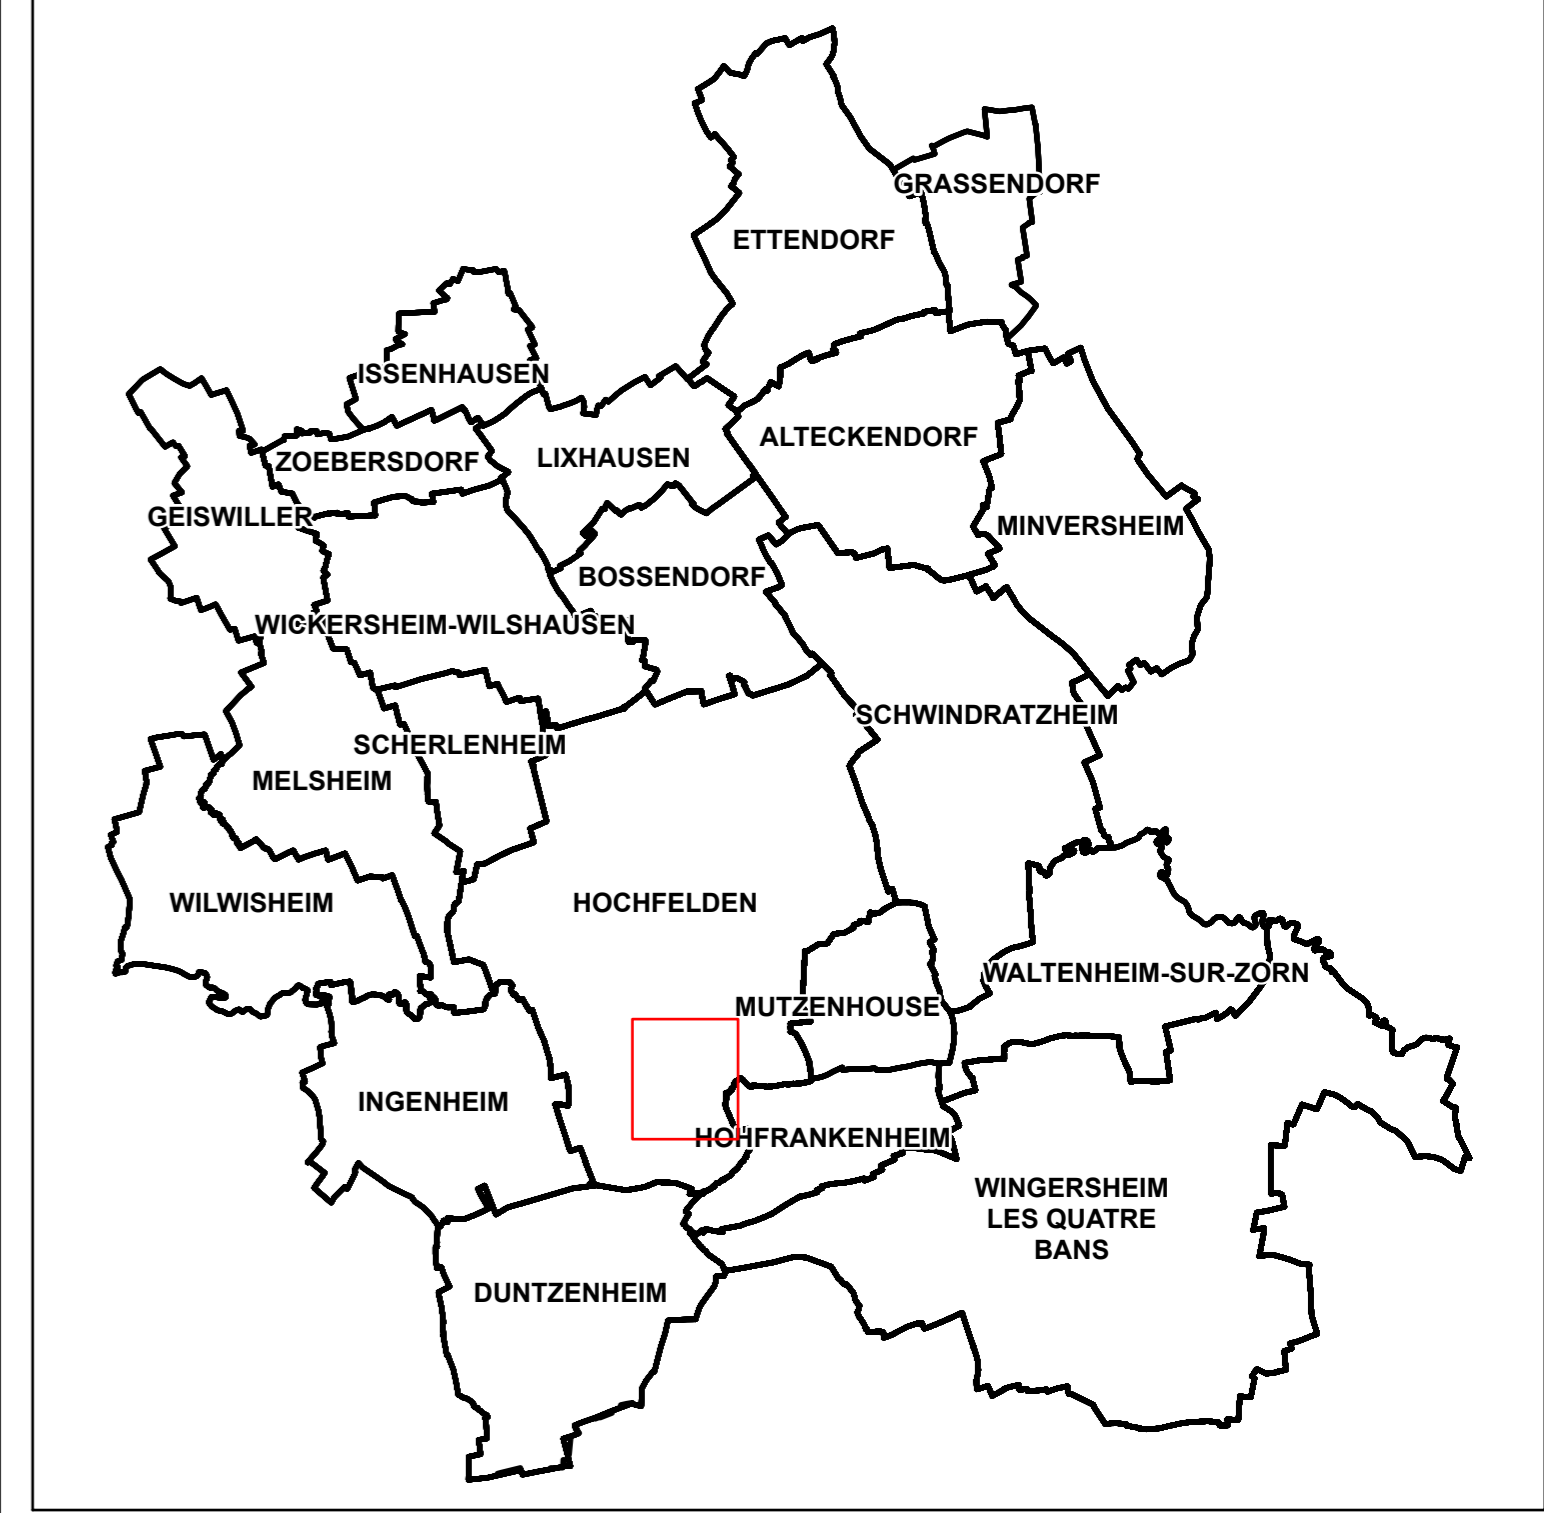 GRASSENDORF
ETTENDORF
ISSENHAUSEN
ALTECKENDORF
LIXHAUSEN
ZOEBERSDORF
GEISWILLER
MINVERSHEIM
BOSSENDORF
WICKERSHEIM-WILSHAUSEN
SCHWINDRATZHEIM
SCHERLENHEIM
MELSHEIM
WILWISHEIM
HOCHFELDEN
WALTENHEIM-SUR-ZORN
MUTZENHOUSE
INGENHEIM
HOHFRANKENHEIM
WINGERSHEIM
LES QUATRE
BANS
DUNTZENHEIM